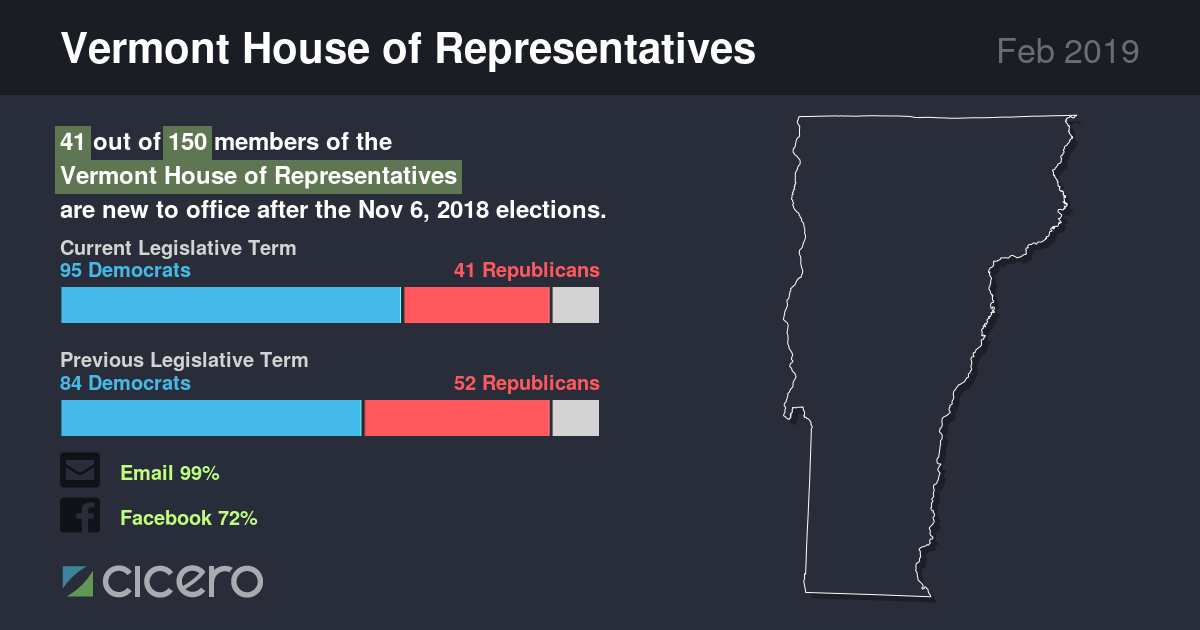 Vermont House of Representatives
Feb 2019
41 out of 150 members of the
Vermont House of Representatives
are new to office after the Nov 6, 2018 elections.
Current Legislative Term
95 Democrats 41 Republicans
Previous Legislative Term
84 Democrats 52 Republicans
Email 99%
Facebook 72%
cicero